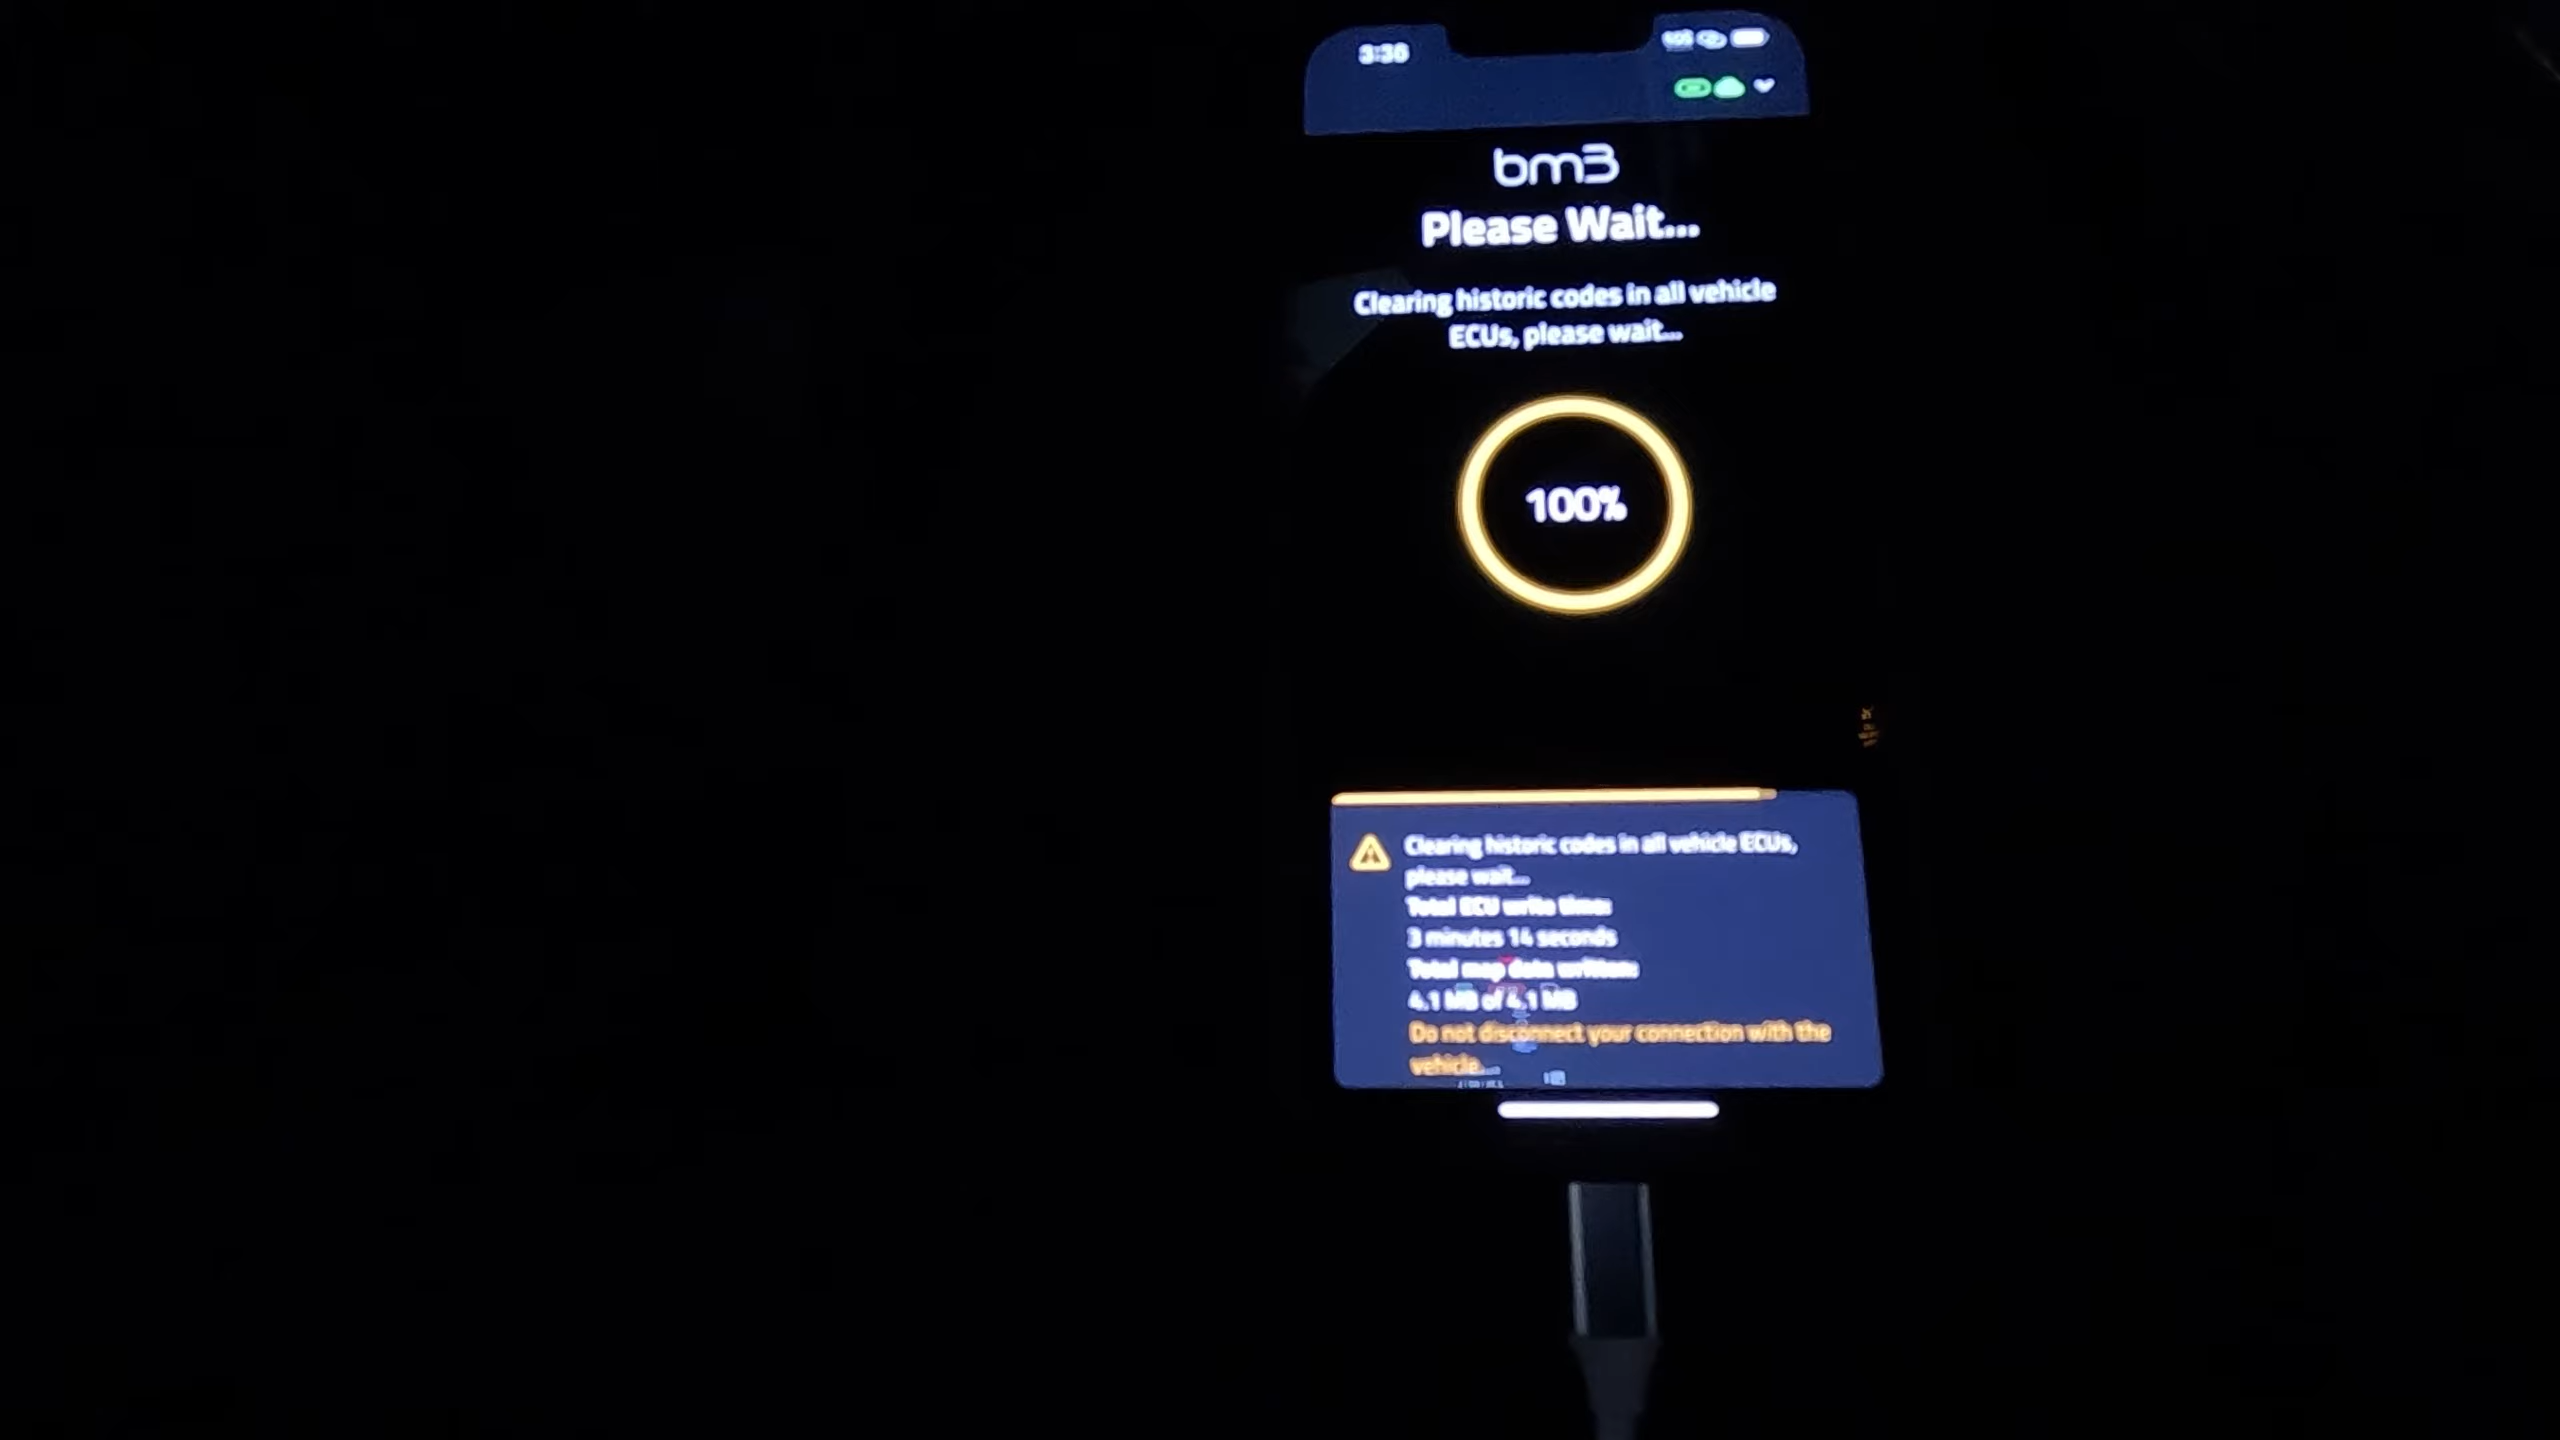 3:36
SOS
bm3
Please Wait...
Clearing historic codes in all vehicle
ECUs, please wait...
100%
Clearing historic codes in all vehicle ECUs,
please wait...
Total ECU write time:
3 minutes 14 seconds
Total map data written:
4.1 MB of 4.1 MB
Do not disconnect your connection with the
vehicle...